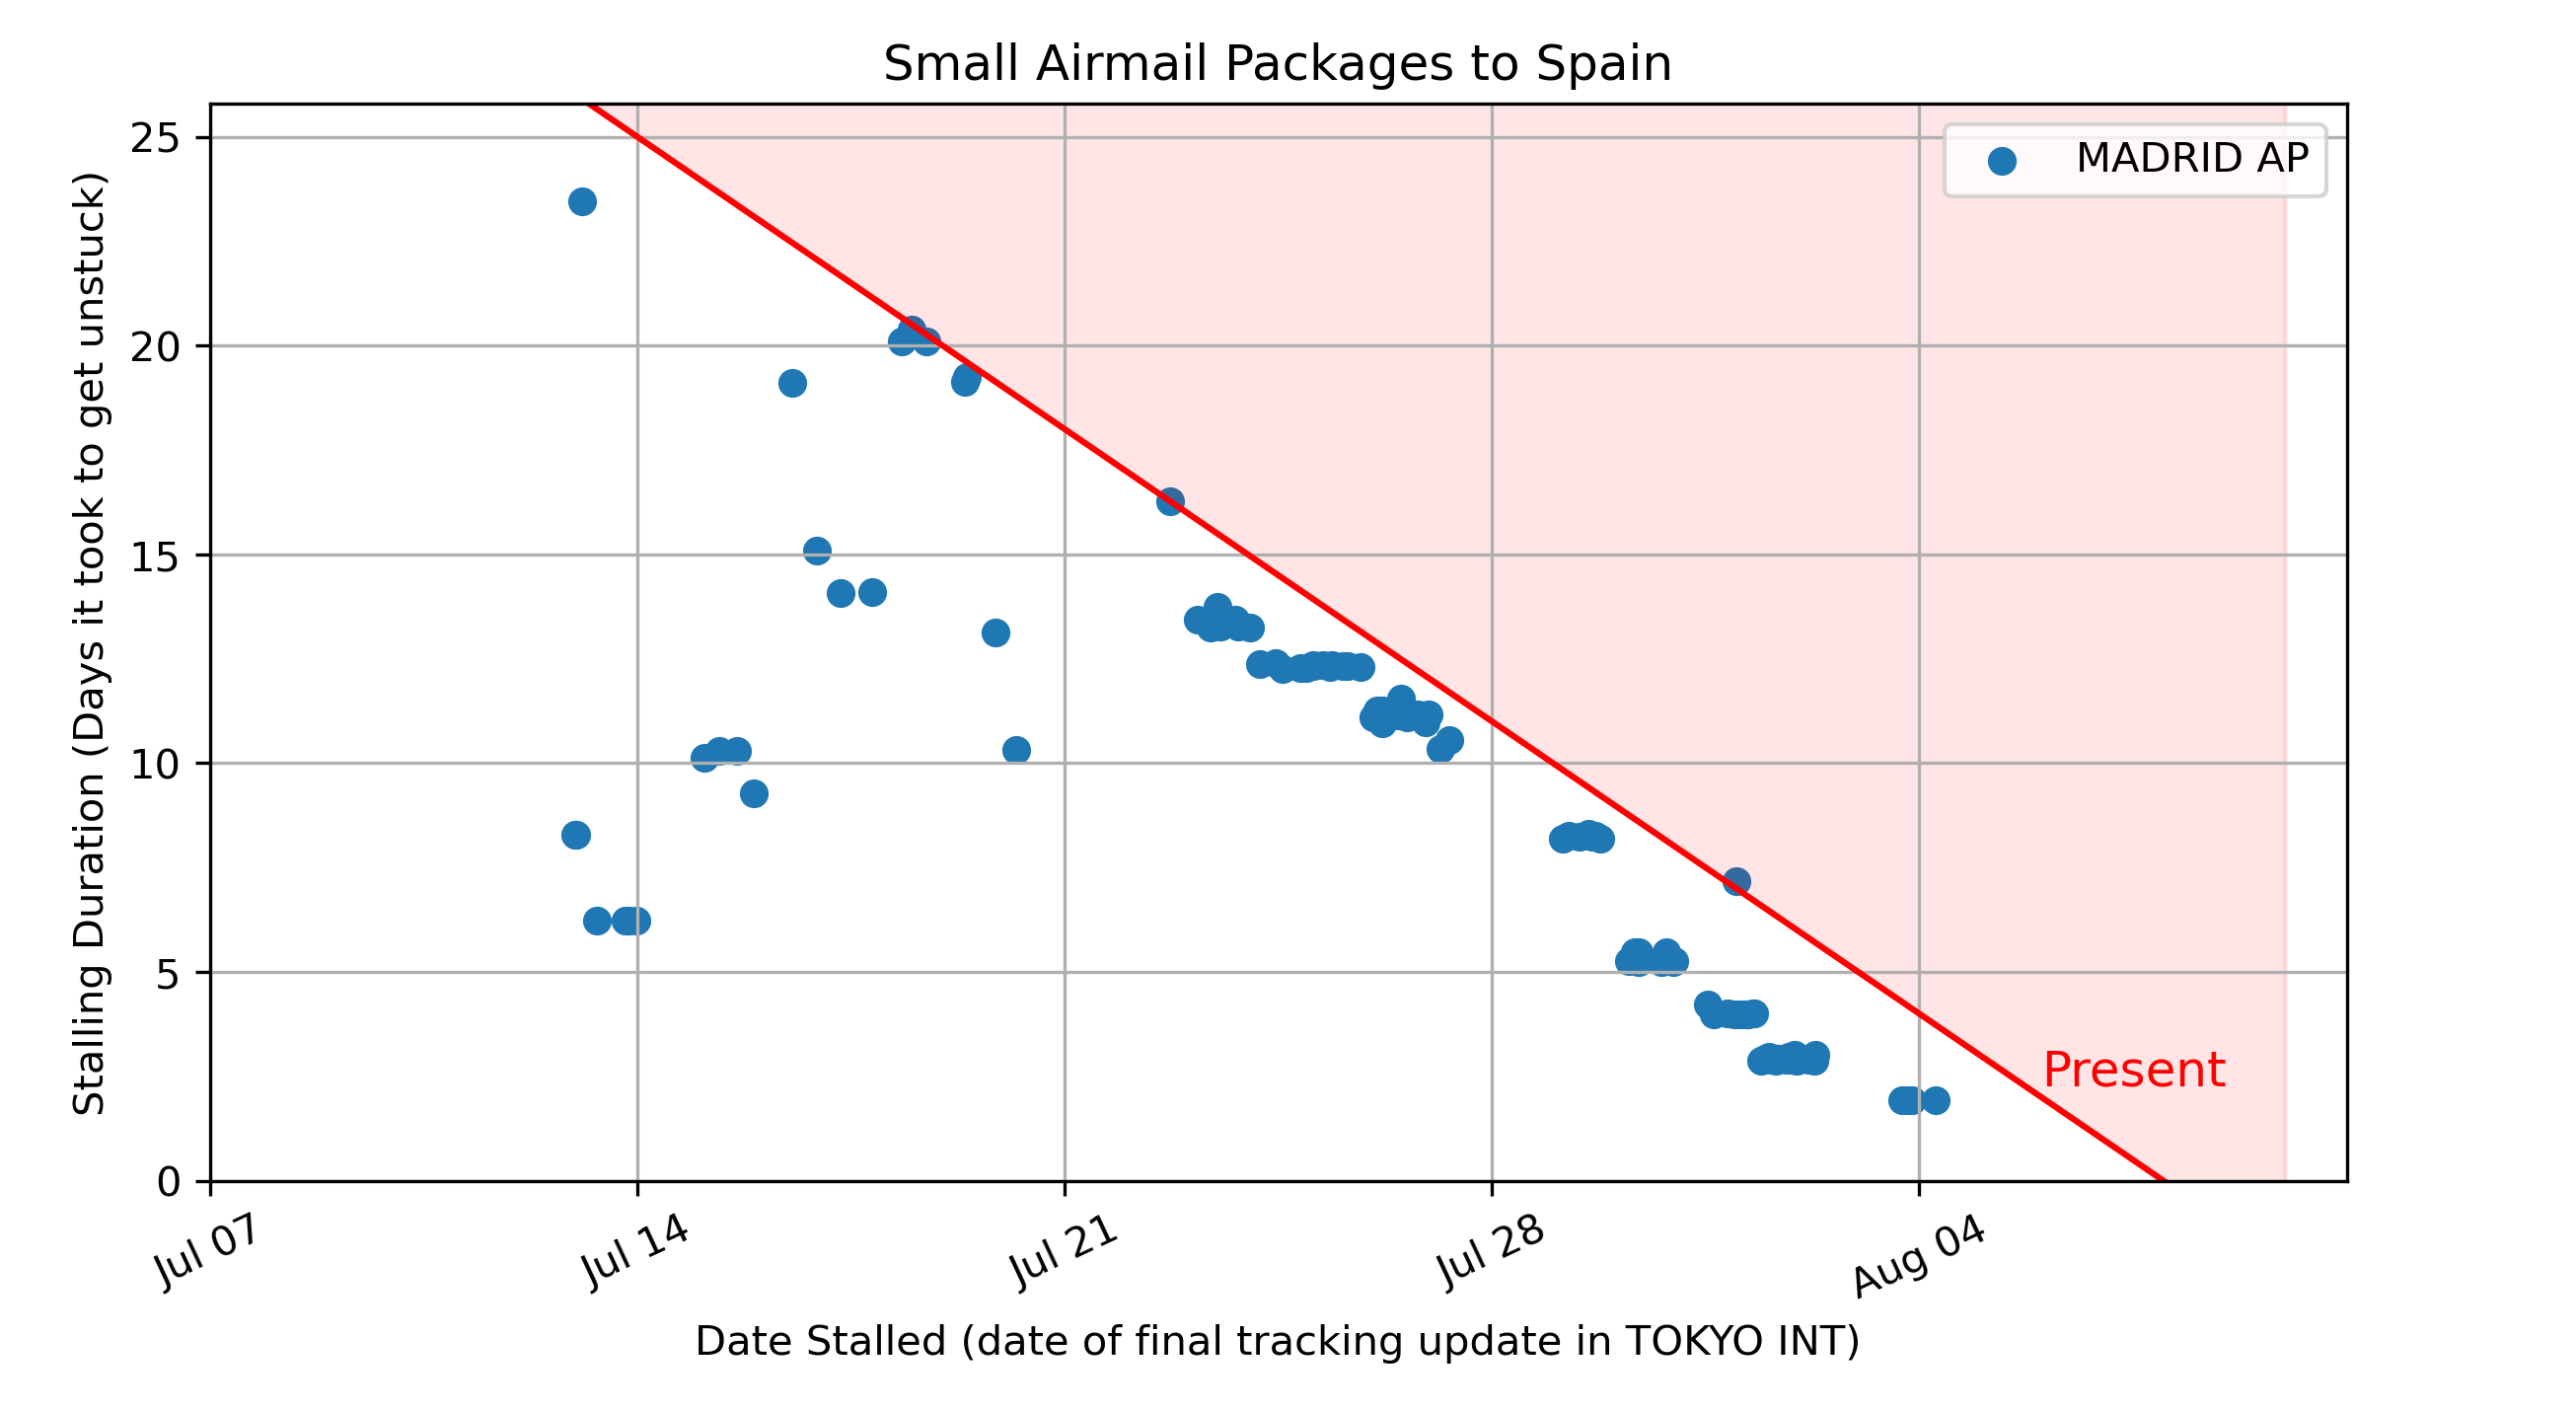 Small Airmail Packages to Spain
MADRID AP
Stalling Duration (Days it took to get unstuck)
25
20
15
10
5
0
Present
Jul 07
Jul 14
Jul 21
Jul 28
Aug 04
Date Stalled (date of final tracking update in TOKYO INT)